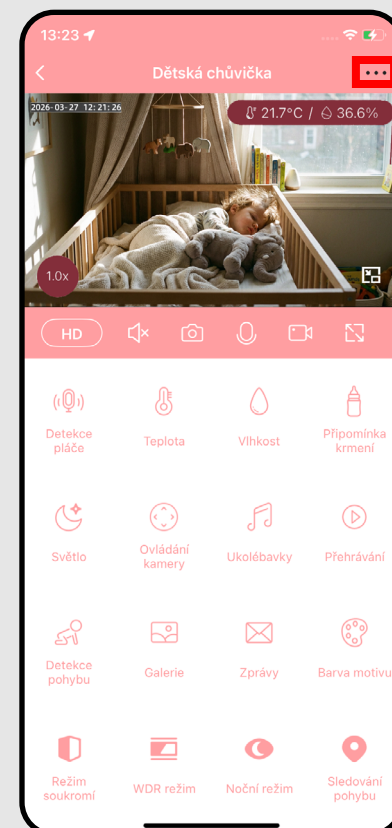 13:23
Dětská chůvička
2026-03-27 12:21:26
21.7°C / 36.6%
1.0x
HD
Detekce pláče
Teplota
Vlhkost
Připomínka krmení
Světlo
Ovládání kamery
Ukolébavky
Přehrávání
Detekce pohybu
Galerie
Zprávy
Barva motivu
Režim soukromí
WDR režim
Noční režim
Sledování pohybu